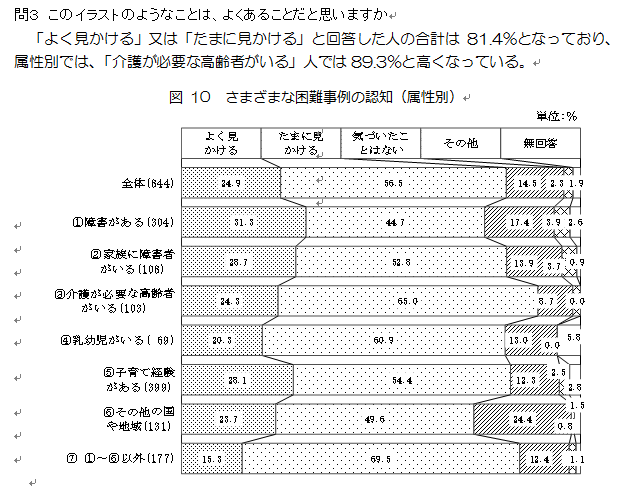 問3 このイラストのようなことは、よくあることだと思いますか
「よく見かける」又は「たまに見かける」と回答した人の合計は 81.4%となっており、
属性別では、「介護が必要な高齢者がいる」人では 89.3%と高くなっている。
図 10 さまざまな困難事例の認知（属性別）
単位：%
よく見かける たまに見かける 気づいたことはない その他 無回答
全体(644) 24.9 56.5 14.5 2.3 1.9
①障害がある(304) 31.3 44.7 17.4 3.9 2.6
②家族に障害者がいる(106) 28.7 52.8 13.9 3.7 0.9
③介護が必要な高齢者がいる(103) 24.3 65.0 8.7 0.0
④乳幼児がいる( 69) 20.3 60.9 13.0 0.0 5.8
⑤子育て経験がある(399) 28.1 54.4 12.3 2.5 2.8
⑥その他の国や地域(131) 23.7 49.6 24.4 1.5 0.8
⑦ ①～⑥以外(177) 15.3 69.5 12.4 1.1